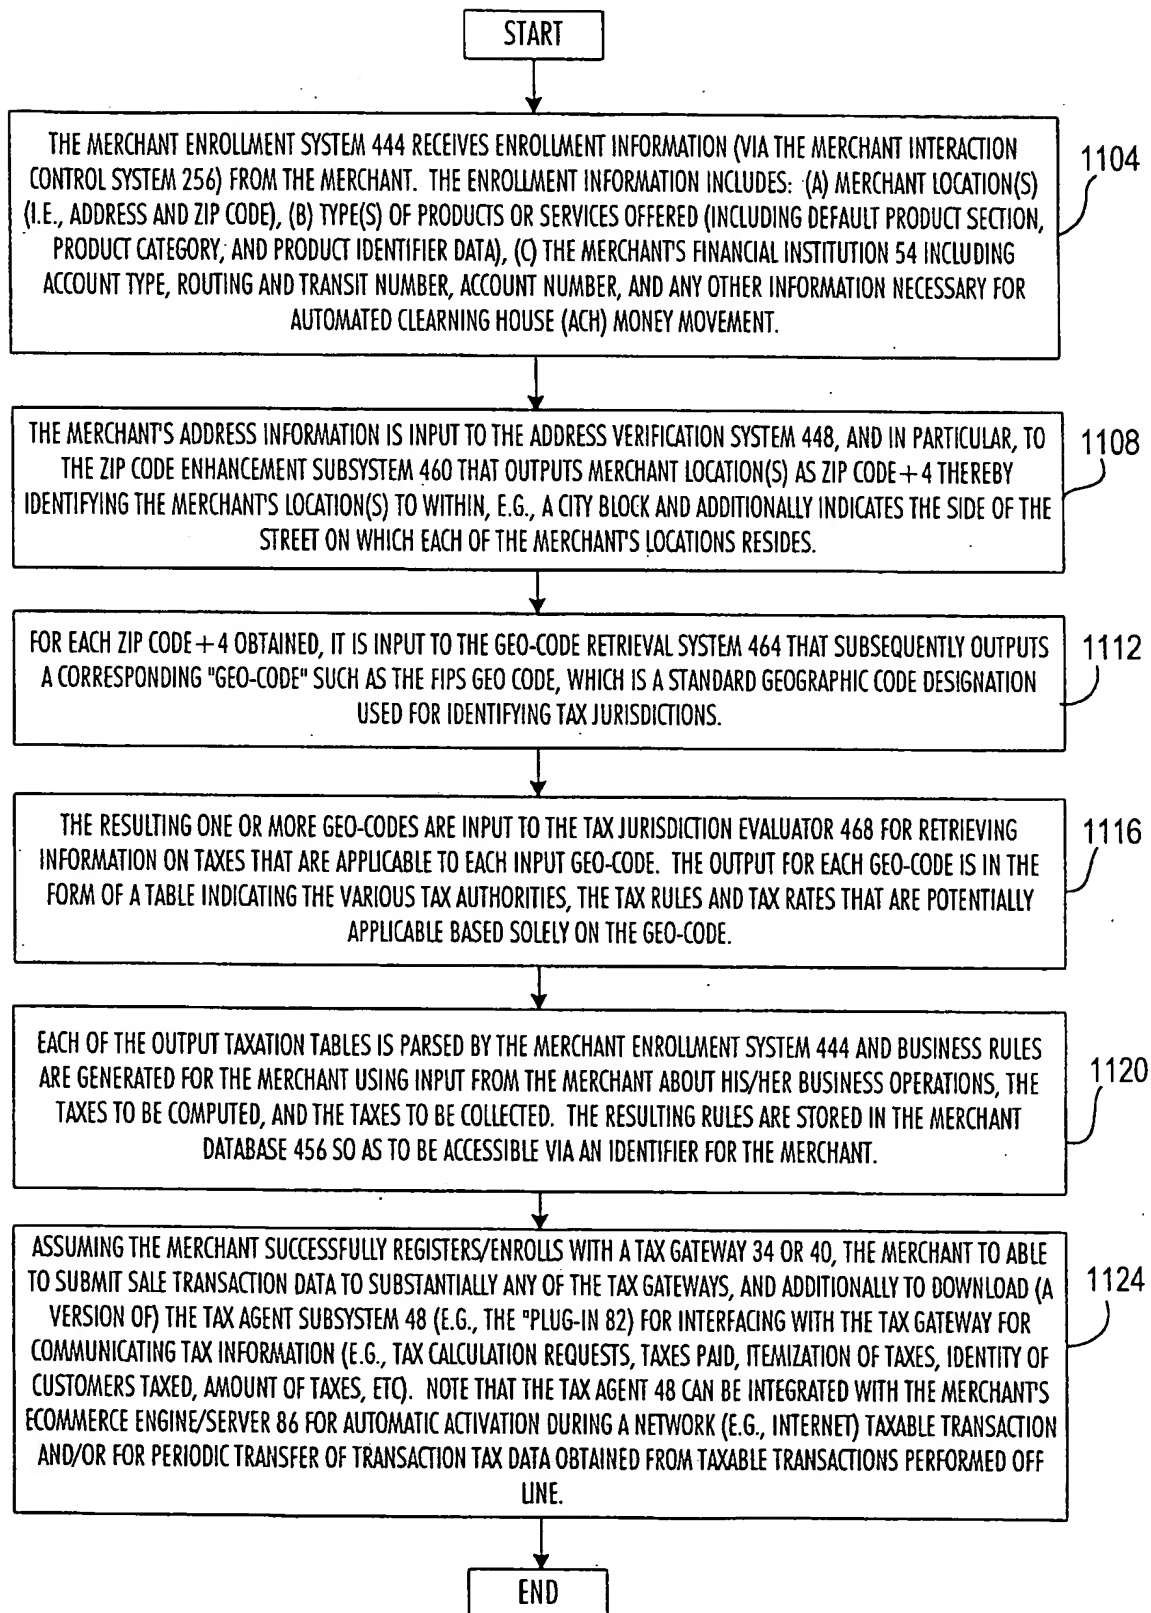 START
THE MERCHANT ENROLLMENT SYSTEM 444 RECEIVES ENROLLMENT INFORMATION (VIA THE MERCHANT INTERACTION
CONTROL SYSTEM 256) FROM THE MERCHANT. THE ENROLLMENT INFORMATION INCLUDES: (A) MERCHANT LOCATION(S)
(I.E., ADDRESS AND ZIP CODE), (B) TYPE(S) OF PRODUCTS OR SERVICES OFFERED (INCLUDING DEFAULT PRODUCT SECTION,
PRODUCT CATEGORY, AND PRODUCT IDENTIFIER DATA), (C) THE MERCHANT'S FINANCIAL INSTITUTION 54 INCLUDING
ACCOUNT TYPE, ROUTING AND TRANSIT NUMBER, ACCOUNT NUMBER, AND ANY OTHER INFORMATION NECESSARY FOR
AUTOMATED CLEARNING HOUSE (ACH) MONEY MOVEMENT.
1104
THE MERCHANT'S ADDRESS INFORMATION IS INPUT TO THE ADDRESS VERIFICATION SYSTEM 448, AND IN PARTICULAR, TO
THE ZIP CODE ENHANCEMENT SUBSYSTEM 460 THAT OUTPUTS MERCHANT LOCATION(S) AS ZIP CODE+4 THEREBY
IDENTIFYING THE MERCHANT'S LOCATION(S) TO WITHIN, E.G., A CITY BLOCK AND ADDITIONALLY INDICATES THE SIDE OF THE
STREET ON WHICH EACH OF THE MERCHANT'S LOCATIONS RESIDES.
1108
FOR EACH ZIP CODE+4 OBTAINED, IT IS INPUT TO THE GEO-CODE RETRIEVAL SYSTEM 464 THAT SUBSEQUENTLY OUTPUTS
A CORRESPONDING "GEO-CODE" SUCH AS THE FIPS GEO CODE, WHICH IS A STANDARD GEOGRAPHIC CODE DESIGNATION
USED FOR IDENTIFYING TAX JURISDICTIONS.
1112
THE RESULTING ONE OR MORE GEO-CODES ARE INPUT TO THE TAX JURISDICTION EVALUATOR 468 FOR RETRIEVING
INFORMATION ON TAXES THAT ARE APPLICABLE TO EACH INPUT GEO-CODE. THE OUTPUT FOR EACH GEO-CODE IS IN THE
FORM OF A TABLE INDICATING THE VARIOUS TAX AUTHORITIES, THE TAX RULES AND TAX RATES THAT ARE POTENTIALLY
APPLICABLE BASED SOLELY ON THE GEO-CODE.
1116
EACH OF THE OUTPUT TAXATION TABLES IS PARSED BY THE MERCHANT ENROLLMENT SYSTEM 444 AND BUSINESS RULES
ARE GENERATED FOR THE MERCHANT USING INPUT FROM THE MERCHANT ABOUT HIS/HER BUSINESS OPERATIONS, THE
TAXES TO BE COMPUTED, AND THE TAXES TO BE COLLECTED. THE RESULTING RULES ARE STORED IN THE MERCHANT
DATABASE 456 SO AS TO BE ACCESSIBLE VIA AN IDENTIFIER FOR THE MERCHANT.
1120
ASSUMING THE MERCHANT SUCCESSFULLY REGISTERS/ENROLLS WITH A TAX GATEWAY 34 OR 40, THE MERCHANT TO ABLE
TO SUBMIT SALE TRANSACTION DATA TO SUBSTANTIALLY ANY OF THE TAX GATEWAYS, AND ADDITIONALLY TO DOWNLOAD (A
VERSION OF) THE TAX AGENT SUBSYSTEM 48 (E.G., THE "PLUG-IN 82) FOR INTERFACING WITH THE TAX GATEWAY FOR
COMMUNICATING TAX INFORMATION (E.G., TAX CALCULATION REQUESTS, TAXES PAID, ITEMIZATION OF TAXES, IDENTITY OF
CUSTOMERS TAXED, AMOUNT OF TAXES, ETC). NOTE THAT THE TAX AGENT 48 CAN BE INTEGRATED WITH THE MERCHANT'S
ECOMMERCE ENGINE/SERVER 86 FOR AUTOMATIC ACTIVATION DURING A NETWORK (E.G., INTERNET) TAXABLE TRANSACTION
AND/OR FOR PERIODIC TRANSFER OF TRANSACTION TAX DATA OBTAINED FROM TAXABLE TRANSACTIONS PERFORMED OFF
LINE.
1124
END